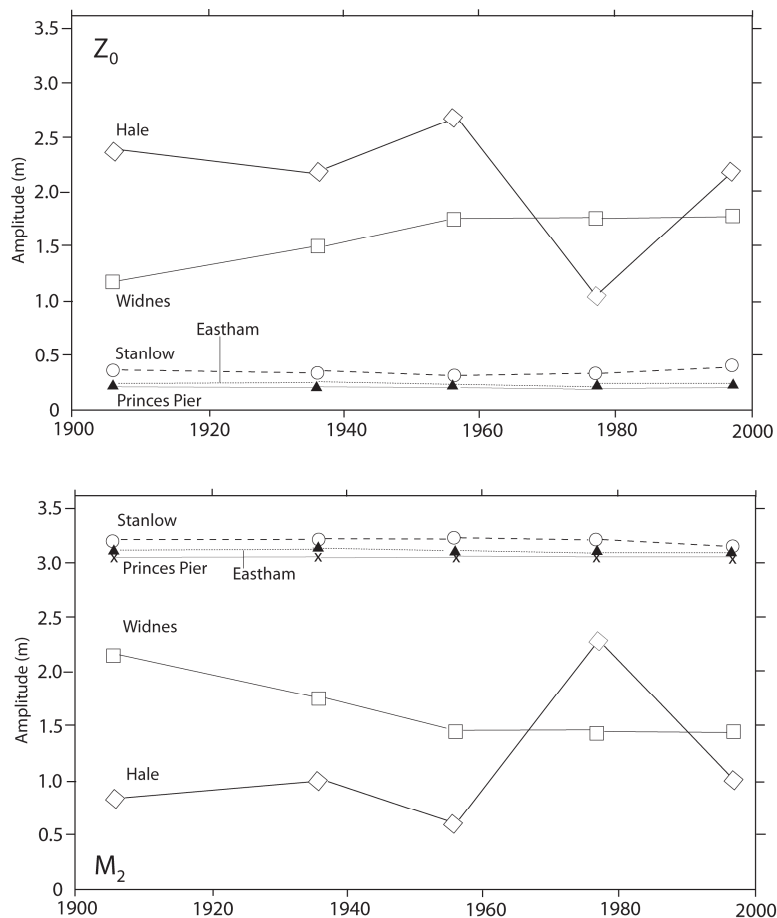 3.5
Z0
3.0
Hale
2.5
2.0
Amplitude (m)
1.5
Widnes
1.0
Eastham
0.5
Stanlow
Princes Pier
0
1900 1920 1940 1960 1980 2000
3.5
Stanlow
3.0
Princes Pier
Eastham
2.5
Widnes
2.0
Amplitude (m)
1.5
Hale
1.0
0.5
M2
0
1900 1920 1940 1960 1980 2000